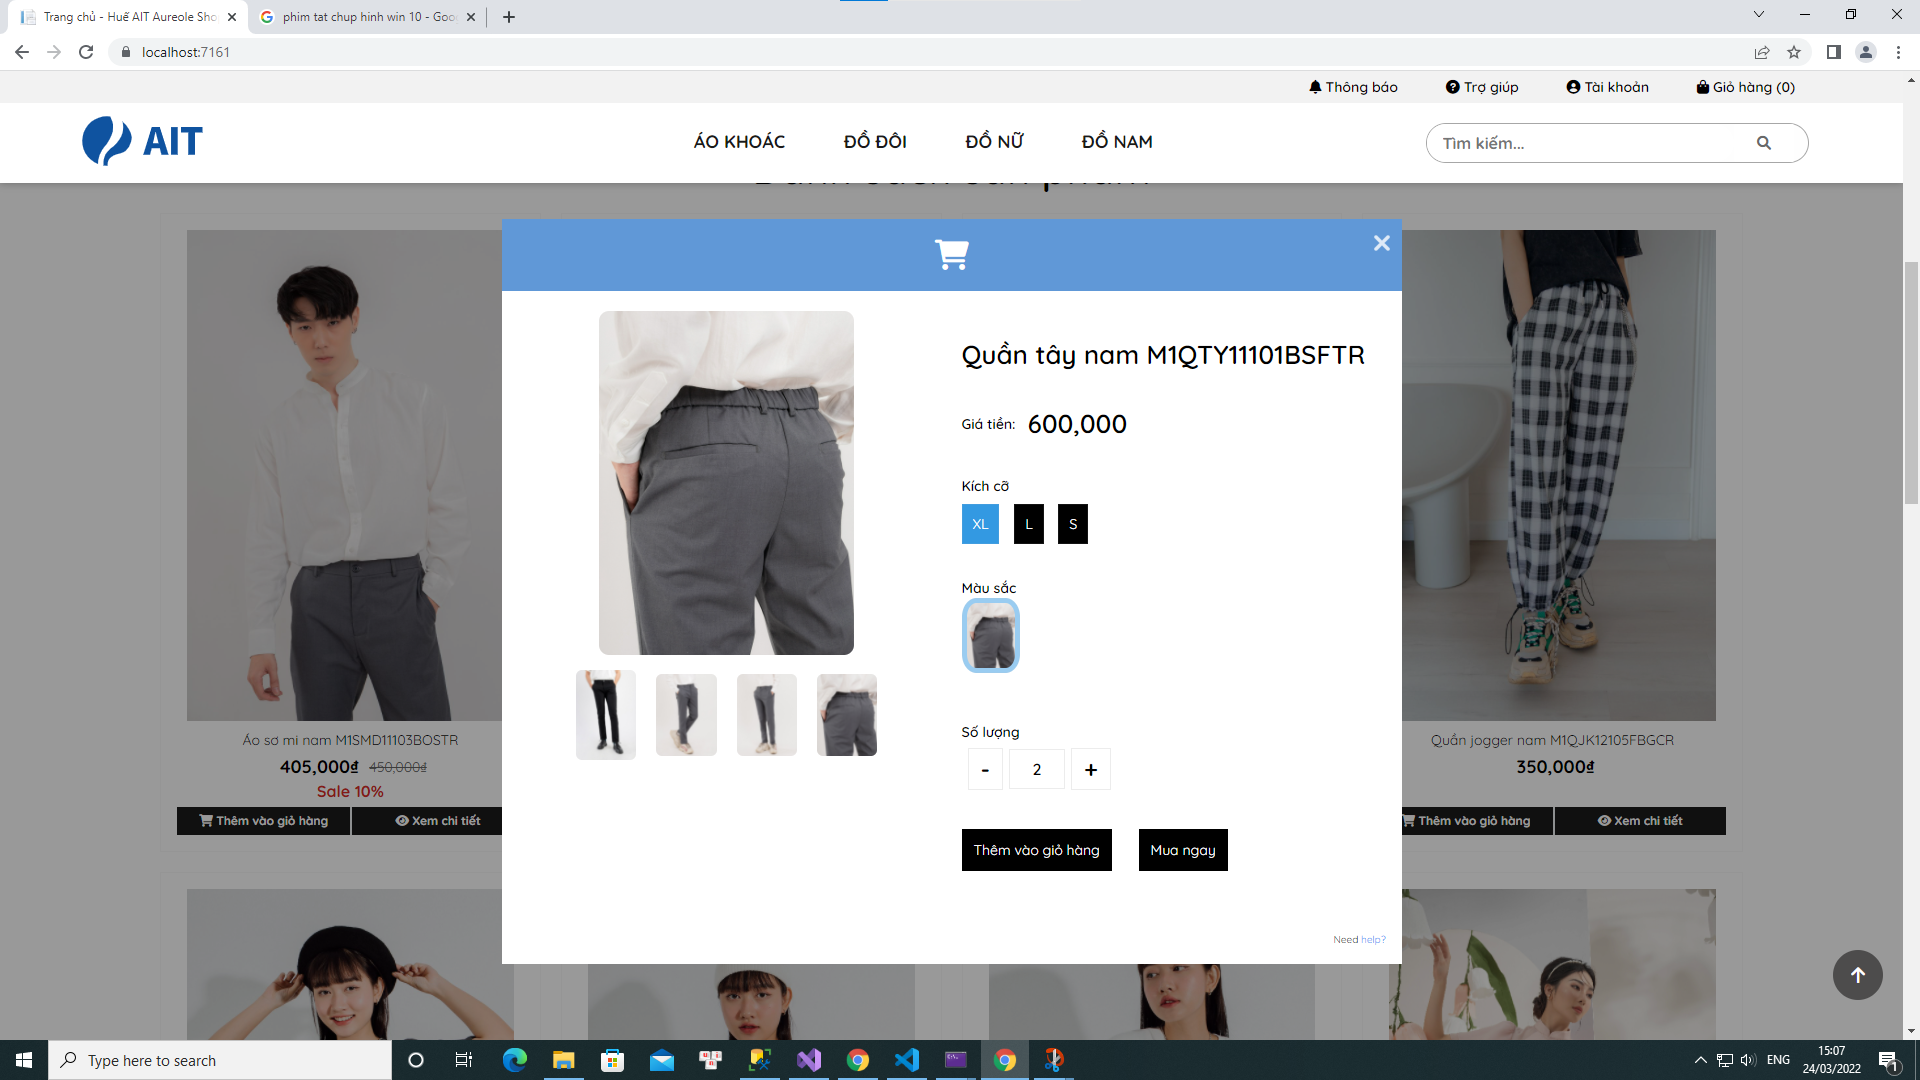 Trang chủ - Huế AIT Aureole Sho
phim tat chup hinh win 10 - Goo
localhost:7161
Thông báo
Trợ giúp
Tài khoản
Giỏ hàng (0)
AIT
ÁO KHOÁC
ĐỒ ĐÔI
ĐỒ NỮ
ĐỒ NAM
Tìm kiếm...
Quần tây nam M1QTY11101BSFTR
Giá tiền: 600,000
Kích cỡ
XL L S
Màu sắc
Số lượng
- 2 +
Thêm vào giỏ hàng
Mua ngay
Need help?
Áo sơ mi nam M1SMD11103BOSTR
405,000₫ 450,000₫
Sale 10%
Thêm vào giỏ hàng
Xem chi tiết
Quần jogger nam M1QJK12105FBGCR
350,000₫
Thêm vào giỏ hàng
Xem chi tiết
Type here to search
ENG
15:07
24/03/2022
1